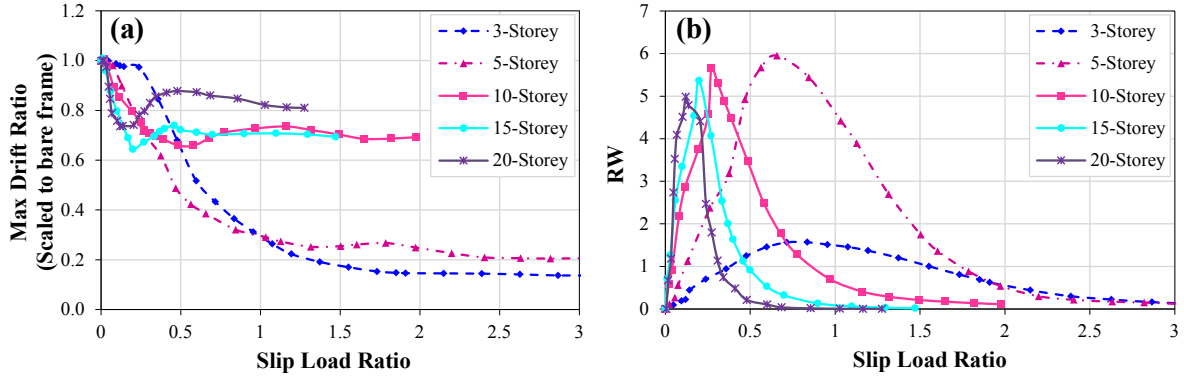 (a)
1.2
1.0
0.8
0.6
0.4
0.2
0.0
0
0.5
1
1.5
2
2.5
3
Max Drift Ratio
(Scaled to bare frame)
Slip Load Ratio
3-Storey
5-Storey
10-Storey
15-Storey
20-Storey
(b)
7
6
5
4
3
2
1
0
0
0.5
1
1.5
2
2.5
3
RW
Slip Load Ratio
3-Storey
5-Storey
10-Storey
15-Storey
20-Storey